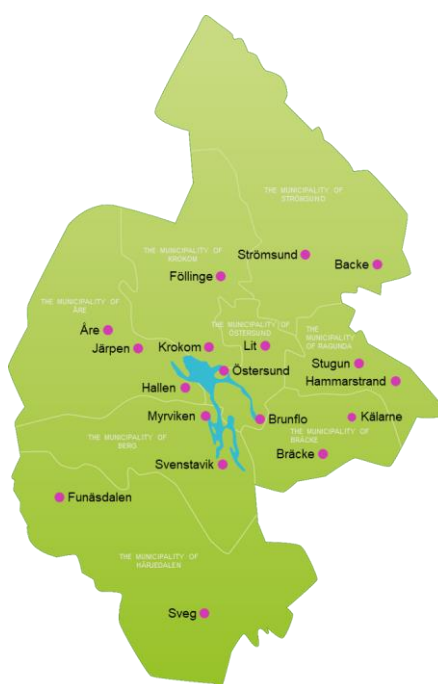 THE MUNICIPALITY OF
STRÖMSUND
THE MUNICIPALITY OF
KROKOM
Strömsund
Backe
Föllinge
THE MUNICIPALITY OF
ÅRE
THE MUNICIPALITY OF
ÖSTERSUND
THE
MUNICIPALITY
OF RAGUNDA
Åre
Järpen
Krokom
Lit
Stugun
Östersund
Hammarstrand
Hallen
Myrviken
Brunflo
Kälarne
THE MUNICIPALITY OF
BERG
THE MUNICIPALITY OF
BRÄCKE
Bräcke
Svenstavik
Funäsdalen
THE MUNICIPALITY OF
HÄRJEDALEN
Sveg